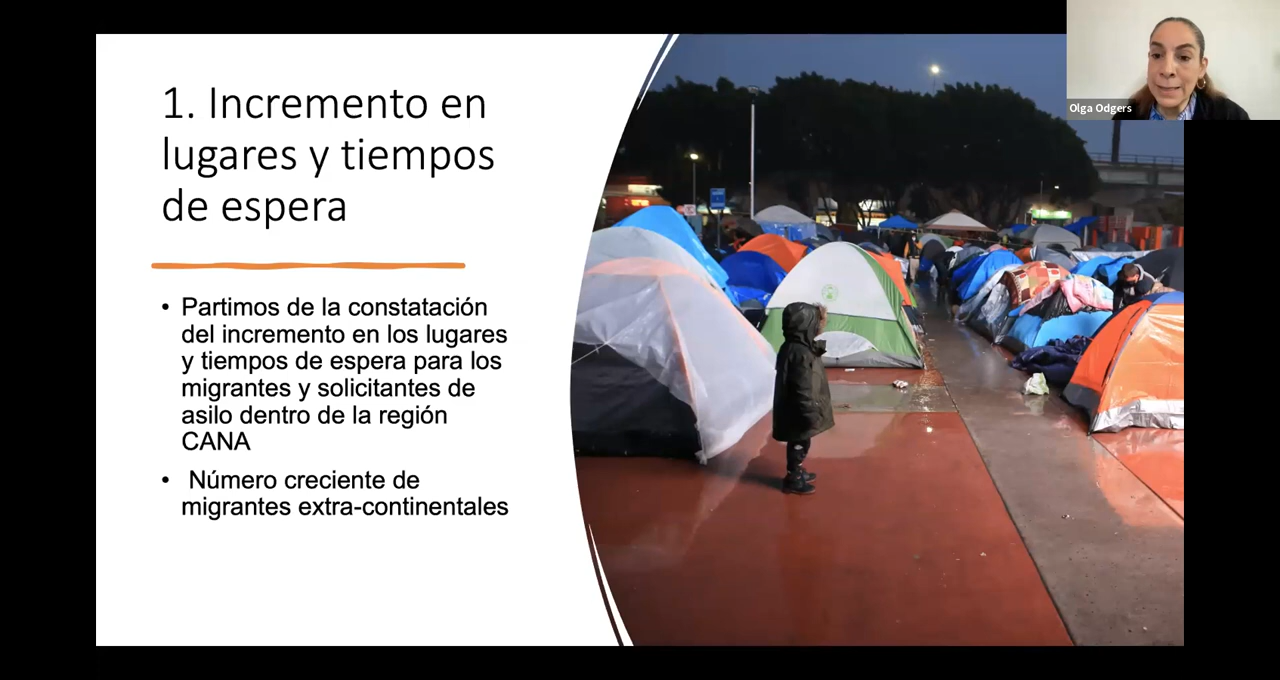 1. Incremento en
lugares y tiempos
de espera
• Partimos de la constatación
del incremento en los lugares
y tiempos de espera para los
migrantes y solicitantes de
asilo dentro de la región
CANA
• Número creciente de
migrantes extra-continentales
Olga Odgers